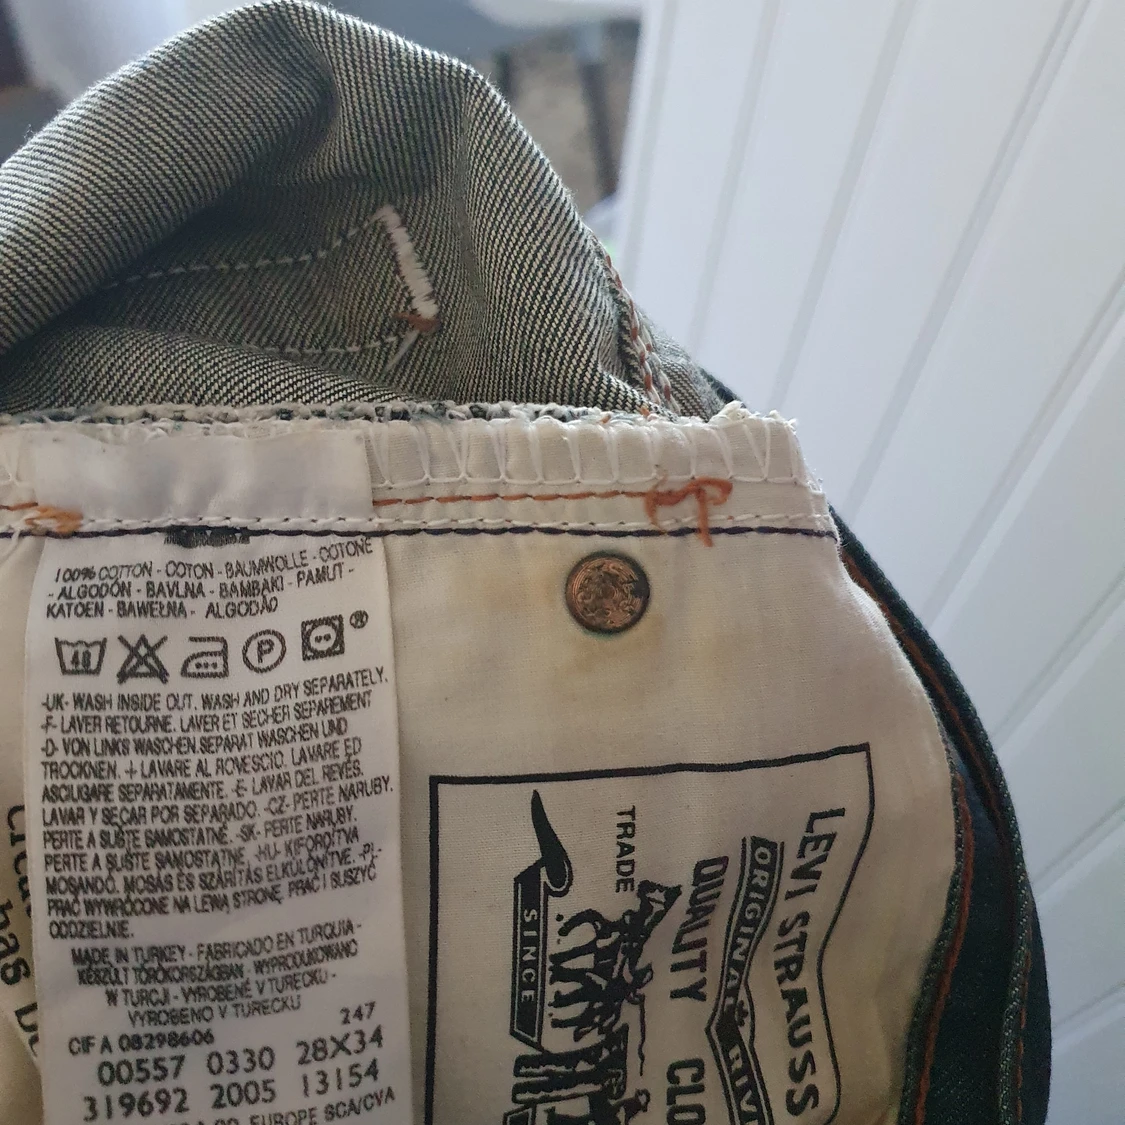 100% COTTON - COTON - BAUMWOLLE - COTONE
- ALGODÓN - BAVLNA - BAMBAKI - PAMUT -
KATOEN - BAWEŁNA - ALGODÃO
40 P ®
-UK- WASH INSIDE OUT. WASH AND DRY SEPARATELY.
-F- LAVER RETOURNE. LAVER ET SECHER SEPAREMENT
-D- VON LINKS WASCHEN.SEPARAT WASCHEN UND
TROCKNEN. -I- LAVARE AL ROVESCIO. LAVARE ED
ASCIUGARE SEPARATAMENTE. -E- LAVAR DEL REVÉS.
LAVAR Y SEÇAR POR SEPARADO. -CZ- PERTE NARUBY.
PERTE A SUŠTE SAMOSTATNĚ. -SK- PERTE NARUBY.
PERTE A SUŠTE SAMOSTATNE. -HU- KIFORDÍTVA
MOSANDÓ. MOSÁS ÉS SZÁRÍTÁS ELKÜLÖNÍTVE. -PL-
PRAĆ WYWRÓCONE NA LEWĄ STRONĘ, PRAĆ I SUSZYĆ
ODDZIELNIE.
MADE IN TURKEY - FABRICADO EN TURQUIA -
KÉSZÜLT TÖRÖKORSZÁGBAN - WYPRODUKOWANO
W TURCJI - VYROBENÉ V TURECKU -
VYROBENO V TURECKU
247
CIF A 08298606
00557 0330 28X34
319692 2005 13154
EUROPE SCA/CVA
LEVI STRAUSS
ORIGINAL RIV
QUALITY CLO
TRADE
SINCE
has